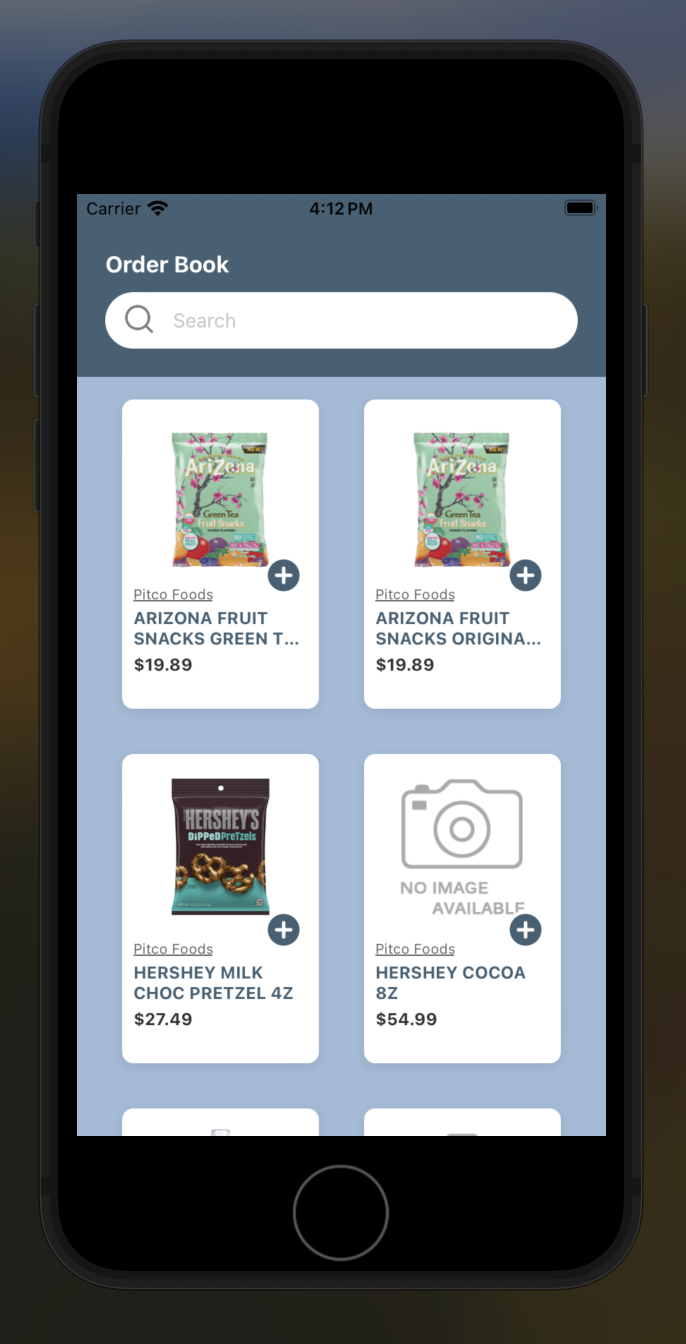 Carrier
4:12 PM
Order Book
Search
NEW!
AriZona
Green Tea
Fruit Snacks
Pitco Foods
ARIZONA FRUIT
SNACKS GREEN T...
$19.89
NEW!
AriZona
Green Tea
Fruit Snacks
Pitco Foods
ARIZONA FRUIT
SNACKS ORIGINA...
$19.89
HERSHEY'S
DiPPeD PreTzels
Pitco Foods
HERSHEY MILK
CHOC PRETZEL 4Z
$27.49
NO IMAGE
AVAILABLE
Pitco Foods
HERSHEY COCOA
8Z
$54.99